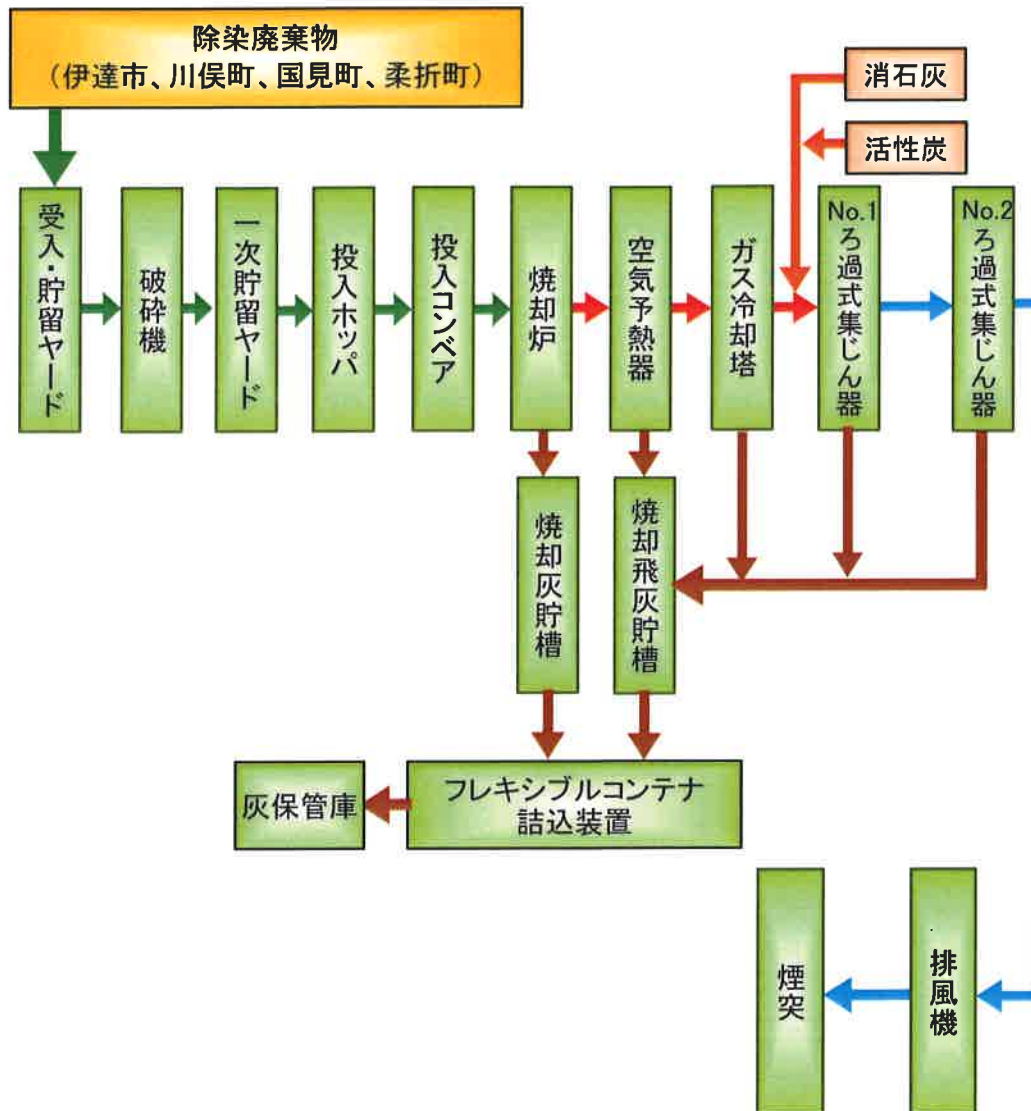 除染廃棄物
（伊達市、川俣町、国見町、柔折町）
消石灰
活性炭
受入・貯留ヤード
破砕機
一次貯留ヤード
投入ホッパ
投入コンベア
焼却炉
空気予熱器
ガス冷却塔
No.1ろ過式集じん器
No.2ろ過式集じん器
焼却灰貯槽
焼却飛灰貯槽
フレキシブルコンテナ
詰込装置
灰保管庫
煙突
排風機